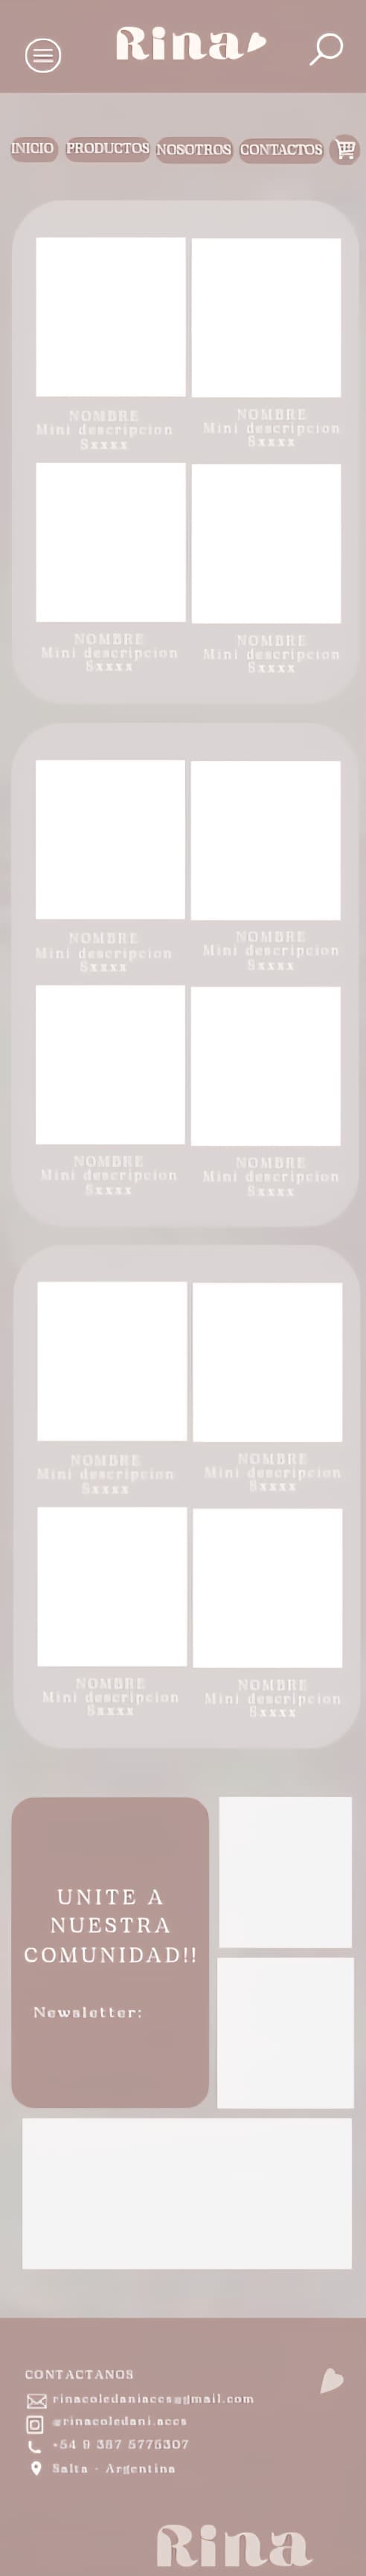 Rina
INICIO PRODUCTOS NOSOTROS CONTACTOS
NOMBRE
Mini descripcion
$xxxx
NOMBRE
Mini descripcion
$xxxx
NOMBRE
Mini descripcion
$xxxx
NOMBRE
Mini descripcion
$xxxx
NOMBRE
Mini descripcion
$xxxx
NOMBRE
Mini descripcion
$xxxx
NOMBRE
Mini descripcion
$xxxx
NOMBRE
Mini descripcion
$xxxx
NOMBRE
Mini descripcion
$xxxx
NOMBRE
Mini descripcion
$xxxx
NOMBRE
Mini descripcion
$xxxx
NOMBRE
Mini descripcion
$xxxx
UNITE A
NUESTRA
COMUNIDAD!!
Newsletter:
CONTACTANOS
rinacoledaniaccs@gmail.com
@rinacoledani.accs
+54 9 387 5775307
Salta - Argentina
Rina